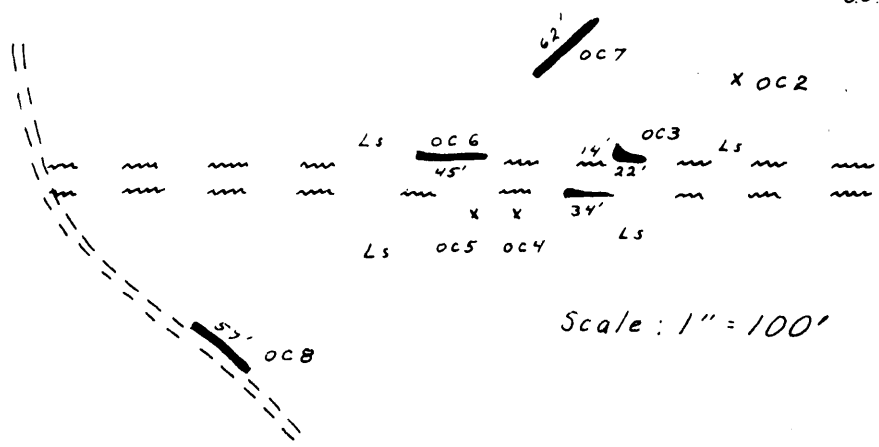 62'
OC7
x OC2
Ls
OC6
14'
OC3
Ls
45'
22'
34'
x x
Ls
OC5
OC4
Ls
Scale: 1" = 100'
57'
OC8